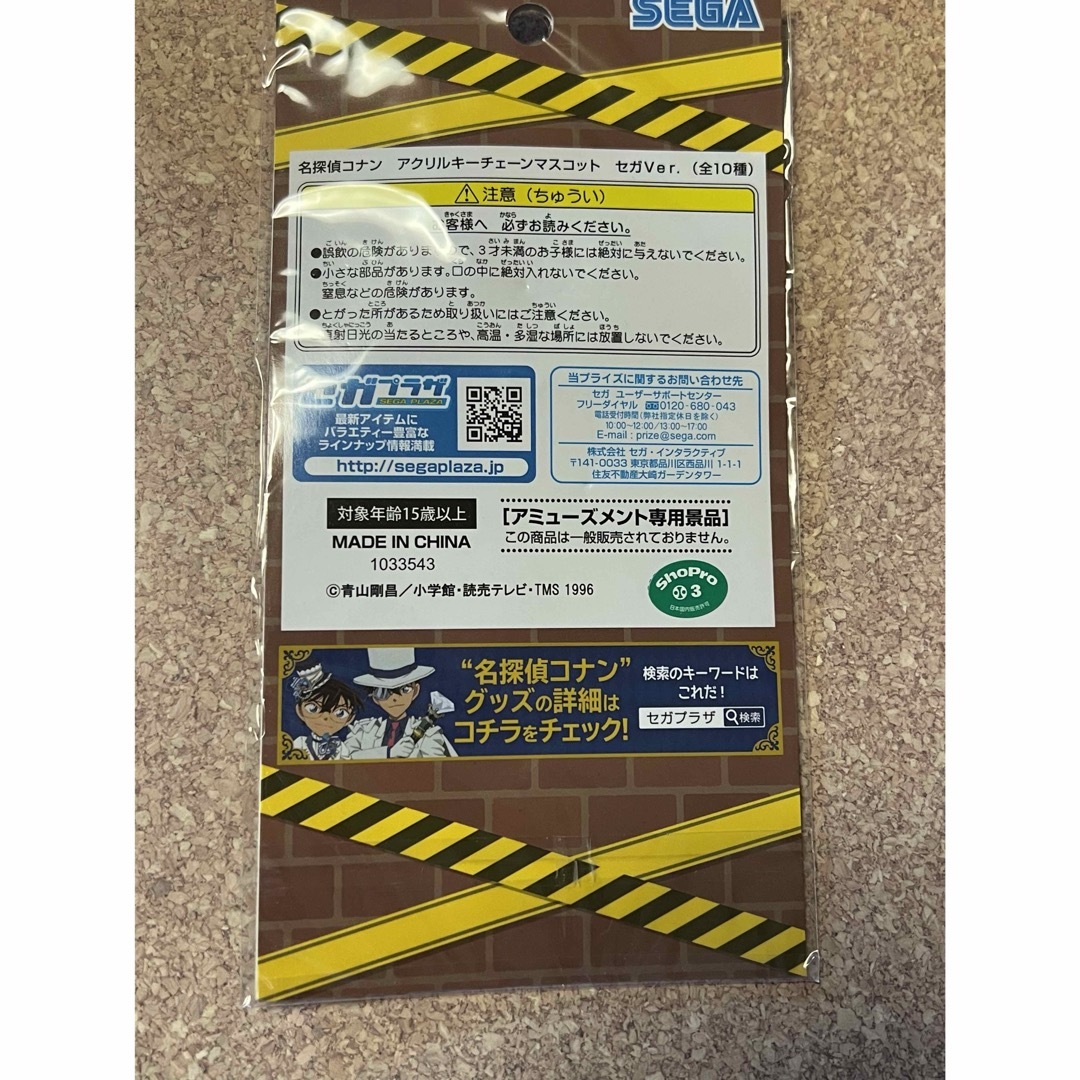 SEGA
名探偵コナン アクリルキーチェーンマスコット セガVer.（全10種）
注意（ちゅうい）
お客様へ 必ずお読みください。
●誤飲の危険がありますので、3才未満のお子様には絶対に与えないでください。
●小さな部品があります。口の中に絶対入れないでください。
窒息などの危険があります。
●とがった所があるため取り扱いにはご注意ください。
直射日光の当たるところや、高温・多湿な場所には放置しないでください。
セガプラザ
SEGA PLAZA
最新アイテムに
バラエティー豊富な
ラインナップ情報満載
http://segaplaza.jp
当プライズに関するお問い合わせ先
セガ ユーザーサポートセンター
フリーダイヤル 0120-680-043
電話受付時間（弊社指定休日を除く）
10:00～12:00/13:00～17:00
E-mail : prize@sega.com
株式会社 セガ・インタラクティブ
〒141-0033 東京都品川区西品川 1-1-1
住友不動産大崎ガーデンタワー
対象年齢15歳以上
MADE IN CHINA
1033543
[アミューズメント専用景品]
この商品は一般販売されておりません。
©青山剛昌／小学館・読売テレビ・TMS 1996
ShoPro
3
日本国内販売許可
“名探偵コナン”
グッズの詳細は
コチラをチェック!
検索のキーワードは
これだ！
セガプラザ 検索